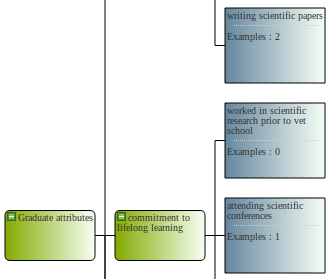 writing scientific papers
Examples : 2
worked in scientific
research prior to vet
school
Examples : 0
Graduate attributes
commitment to
lifelong learning
attending scientific
conferences
Examples : 1